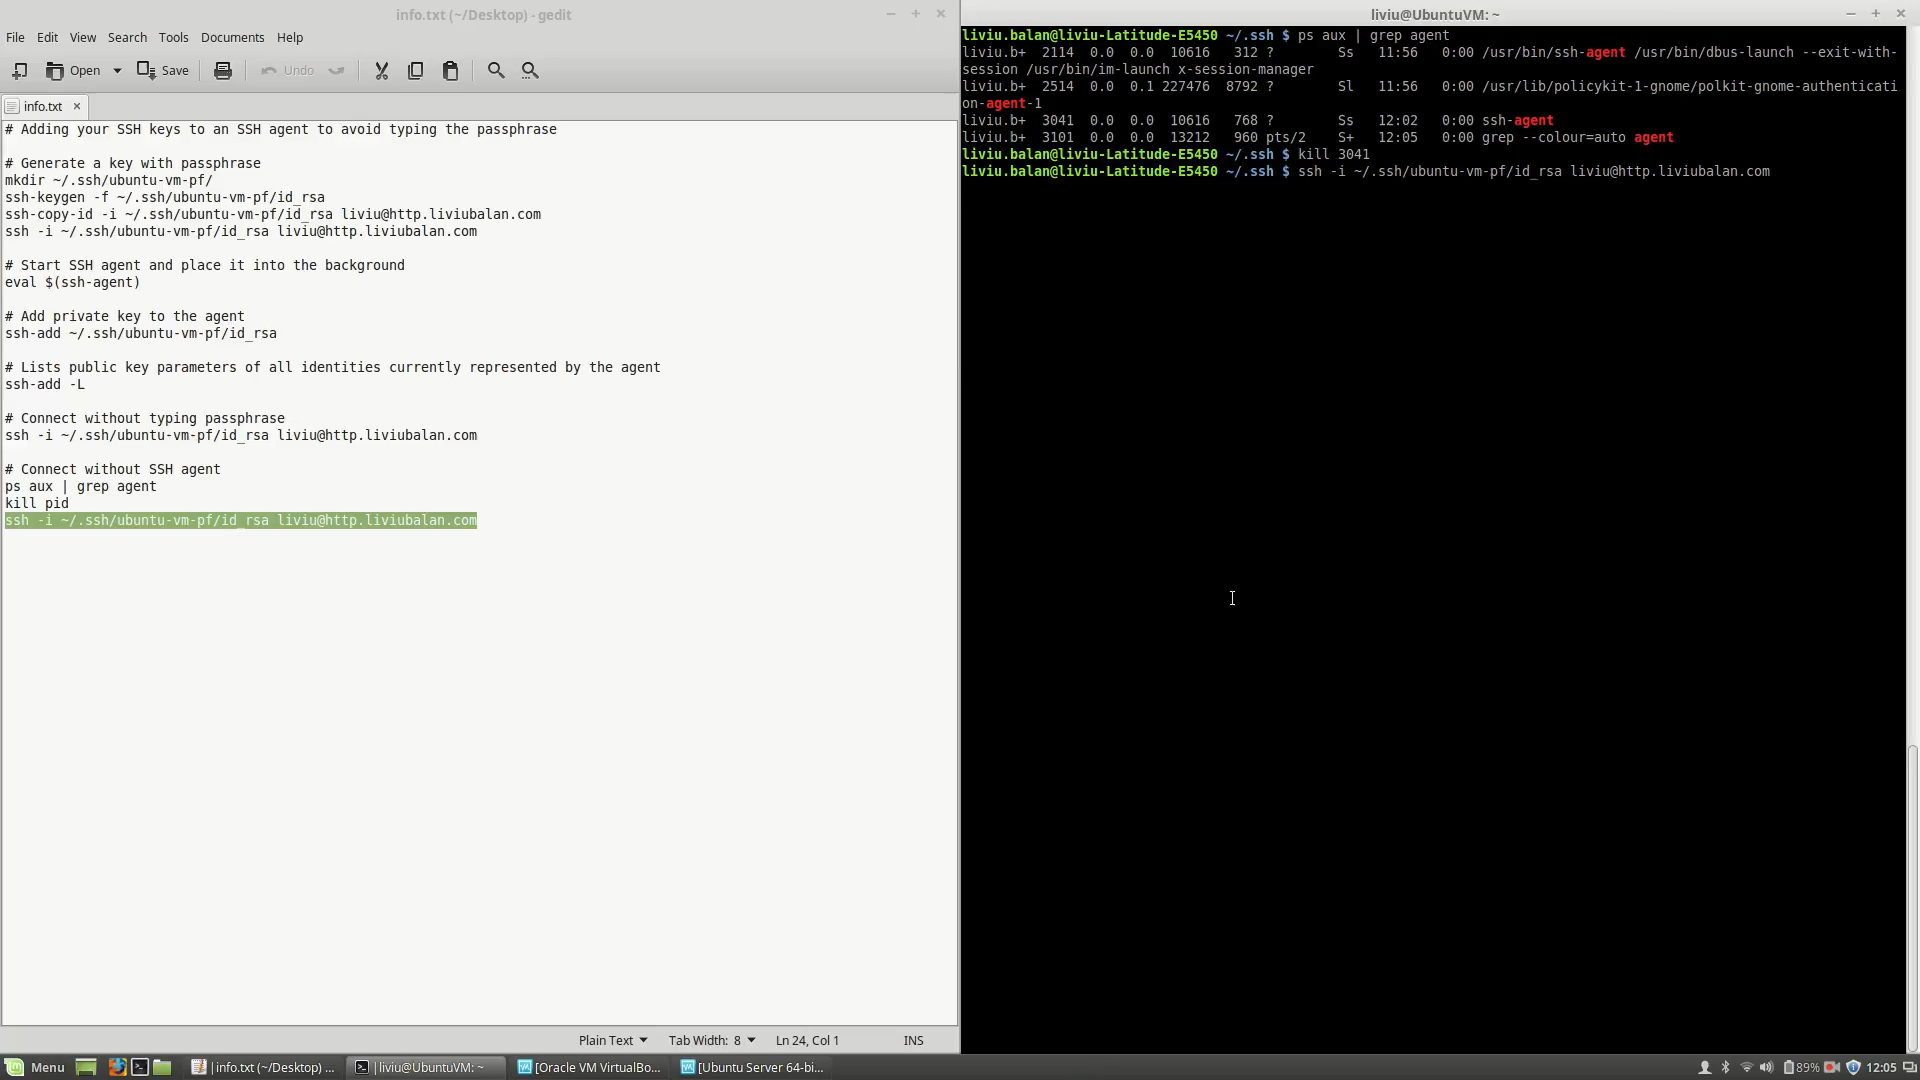 info.txt (~/Desktop) - gedit
File Edit View Search Tools Documents Help
Open Save Undo
info.txt
# Adding your SSH keys to an SSH agent to avoid typing the passphrase
# Generate a key with passphrase
mkdir ~/.ssh/ubuntu-vm-pf/
ssh-keygen -f ~/.ssh/ubuntu-vm-pf/id_rsa
ssh-copy-id -i ~/.ssh/ubuntu-vm-pf/id_rsa liviu@http.liviubalan.com
ssh -i ~/.ssh/ubuntu-vm-pf/id_rsa liviu@http.liviubalan.com
# Start SSH agent and place it into the background
eval $(ssh-agent)
# Add private key to the agent
ssh-add ~/.ssh/ubuntu-vm-pf/id_rsa
# Lists public key parameters of all identities currently represented by the agent
ssh-add -L
# Connect without typing passphrase
ssh -i ~/.ssh/ubuntu-vm-pf/id_rsa liviu@http.liviubalan.com
# Connect without SSH agent
ps aux | grep agent
kill pid
ssh -i ~/.ssh/ubuntu-vm-pf/id_rsa liviu@http.liviubalan.com
Plain Text Tab Width: 8 Ln 24, Col 1 INS
liviu@UbuntuVM: ~
liviu.balan@liviu-Latitude-E5450 ~/.ssh $ ps aux | grep agent
liviu.b+  2114  0.0  0.0  10616   312 ?        Ss   11:56   0:00 /usr/bin/ssh-agent /usr/bin/dbus-launch --exit-with-
session /usr/bin/im-launch x-session-manager
liviu.b+  2514  0.0  0.1 227476  8792 ?        Sl   11:56   0:00 /usr/lib/policykit-1-gnome/polkit-gnome-authenticati
on-agent-1
liviu.b+  3041  0.0  0.0  10616   768 ?        Ss   12:02   0:00 ssh-agent
liviu.b+  3101  0.0  0.0  13212   960 pts/2    S+   12:05   0:00 grep --colour=auto agent
liviu.balan@liviu-Latitude-E5450 ~/.ssh $ kill 3041
liviu.balan@liviu-Latitude-E5450 ~/.ssh $ ssh -i ~/.ssh/ubuntu-vm-pf/id_rsa liviu@http.liviubalan.com
Menu |info.txt (~/Desktop) ... |liviu@UbuntuVM: ~ [Oracle VM VirtualBo... [Ubuntu Server 64-bi... 89% 12:05